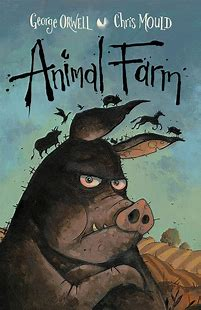 George ORWELL Chris MOULD
Animal Farm